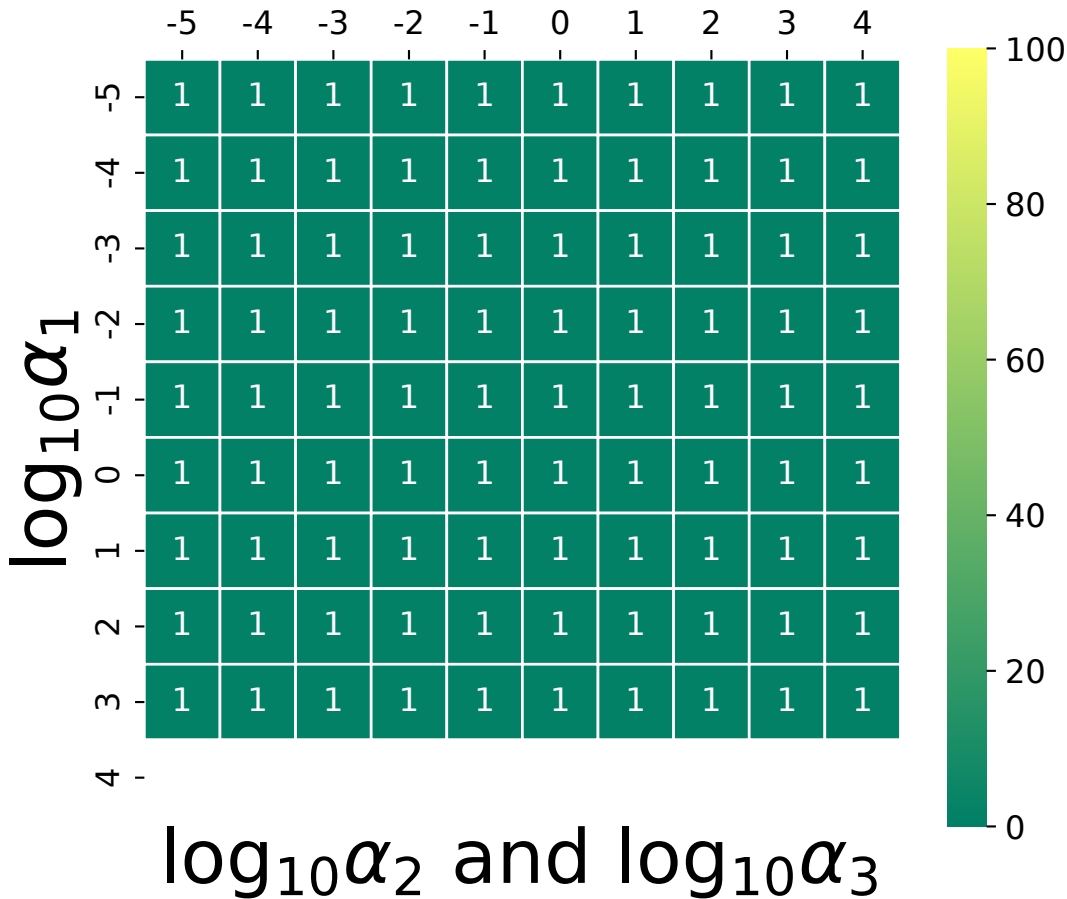 -5 -4 -3 -2 -1 0 1 2 3 4
-5 1 1 1 1 1 1 1 1 1 1
-4 1 1 1 1 1 1 1 1 1 1
-3 1 1 1 1 1 1 1 1 1 1
-2 1 1 1 1 1 1 1 1 1 1
-1 1 1 1 1 1 1 1 1 1 1
0 1 1 1 1 1 1 1 1 1 1
1 1 1 1 1 1 1 1 1 1 1
2 1 1 1 1 1 1 1 1 1 1
3 1 1 1 1 1 1 1 1 1 1
4
log₁₀α₁
log₁₀α₂ and log₁₀α₃
100
80
60
40
20
0